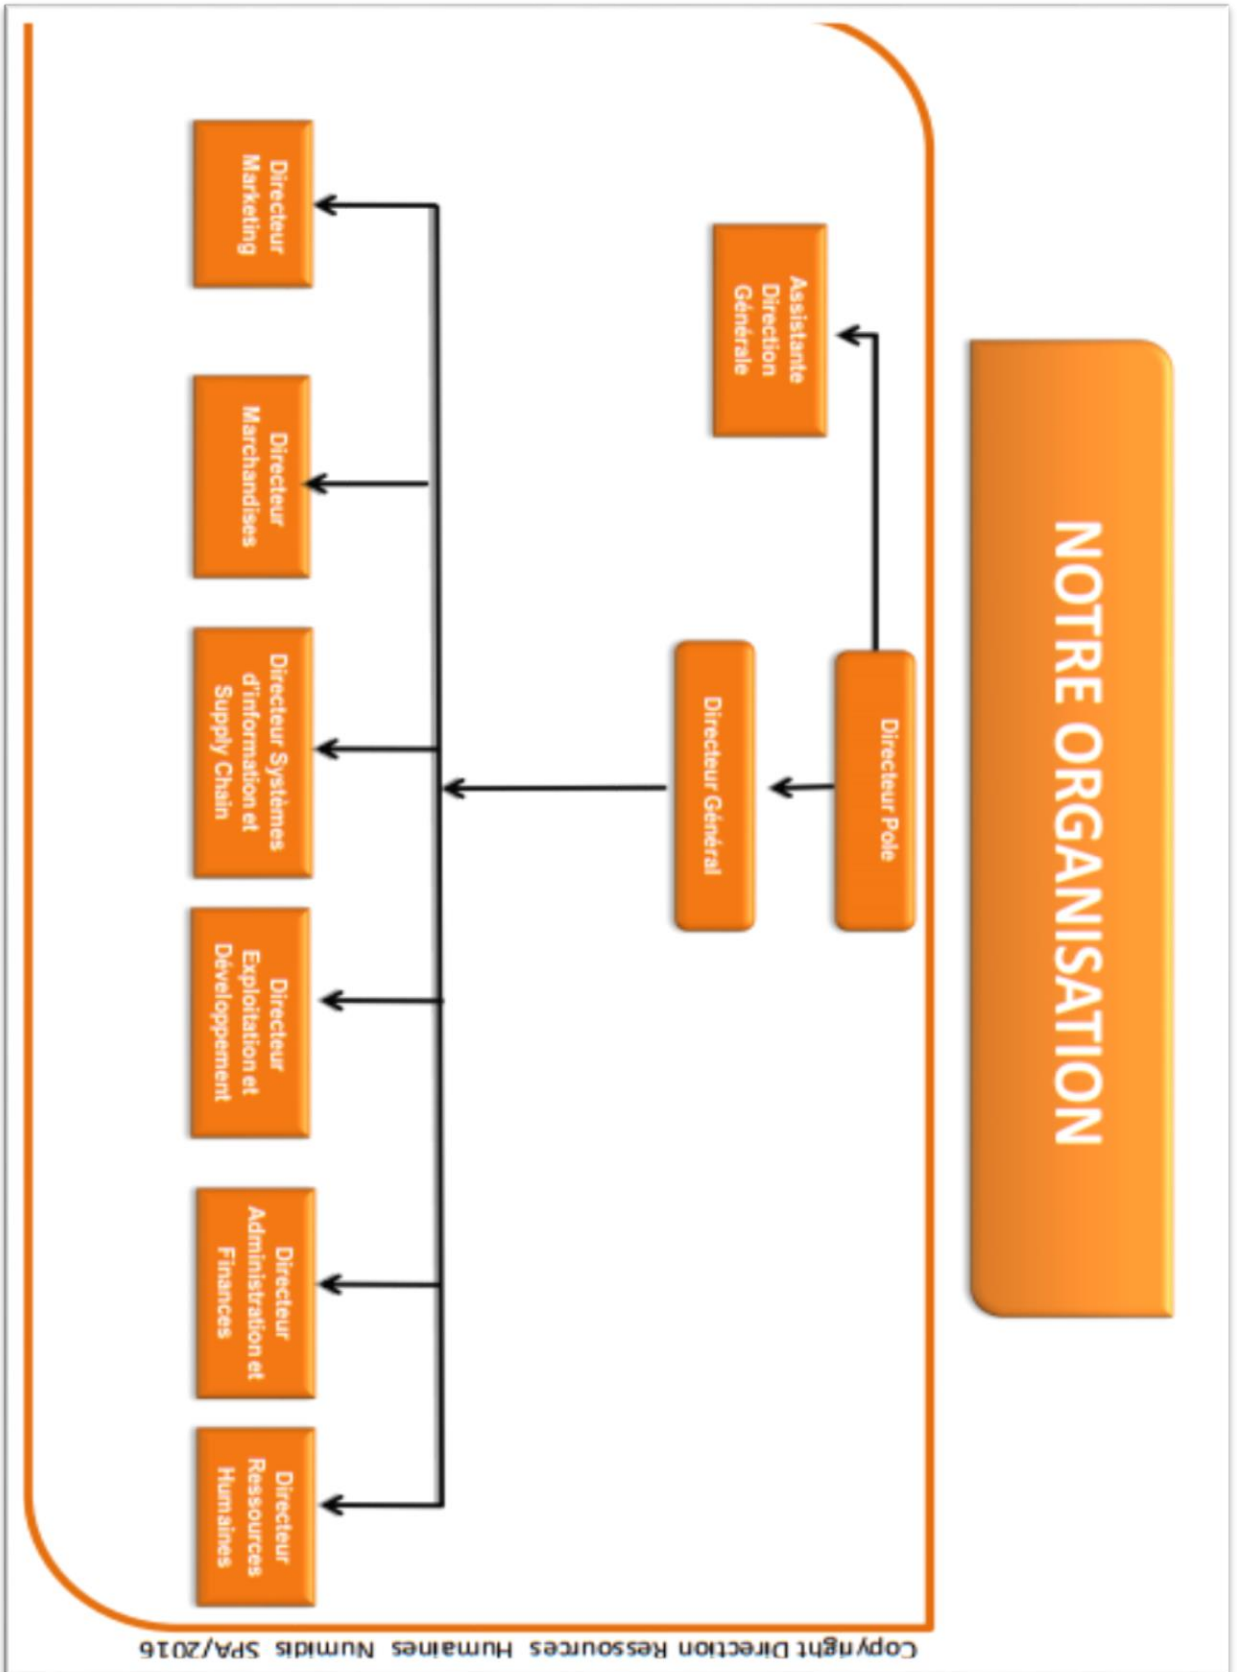 NOTRE ORGANISATION
Directeur Pole
Assistante
Direction
Générale
Directeur Général
Directeur
Marketing
Directeur
Marchandises
Directeur Systèmes
d'information et
Supply Chain
Directeur
Exploitation et
Développement
Directeur
Administration et
Finances
Directeur
Ressources
Humaines
Copyright Direction Ressources Humaines Numidis SPA/2016